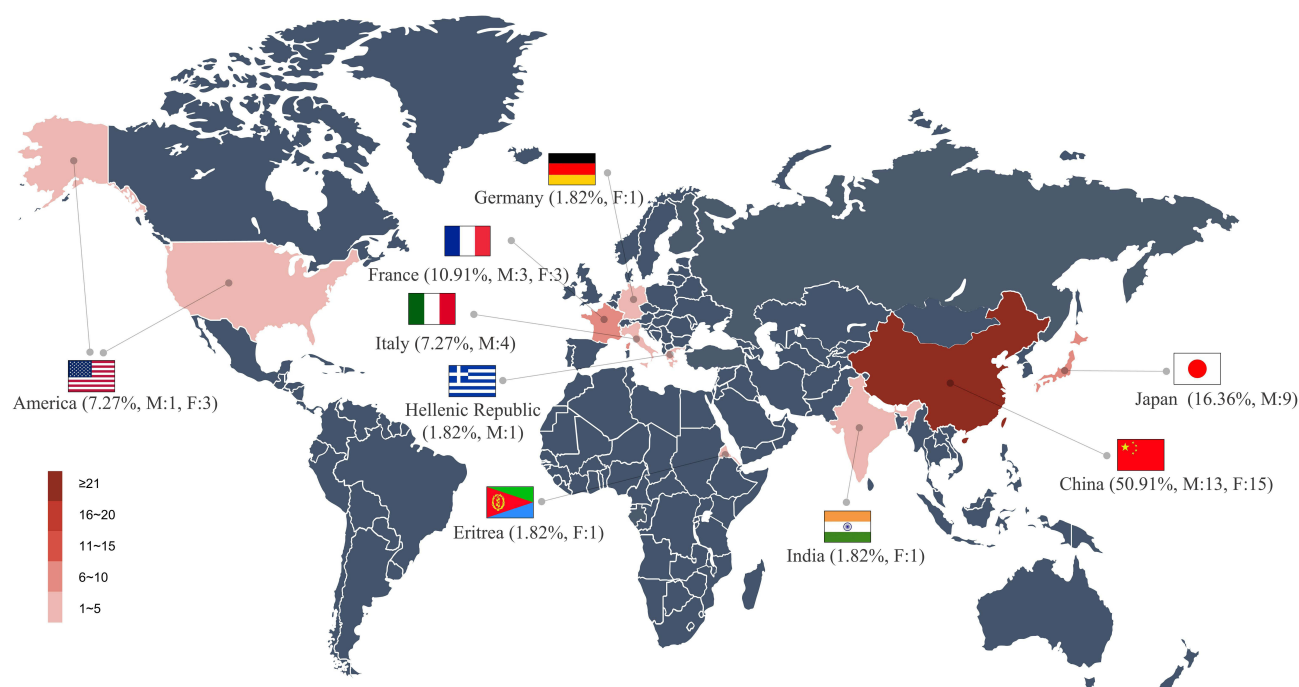 Germany (1.82%, F:1)
France (10.91%, M:3, F:3)
Italy (7.27%, M:4)
America (7.27%, M:1, F:3)
Hellenic Republic
(1.82%, M:1)
Japan (16.36%, M:9)
China (50.91%, M:13, F:15)
Eritrea (1.82%, F:1)
India (1.82%, F:1)
≥21
16~20
11~15
6~10
1~5